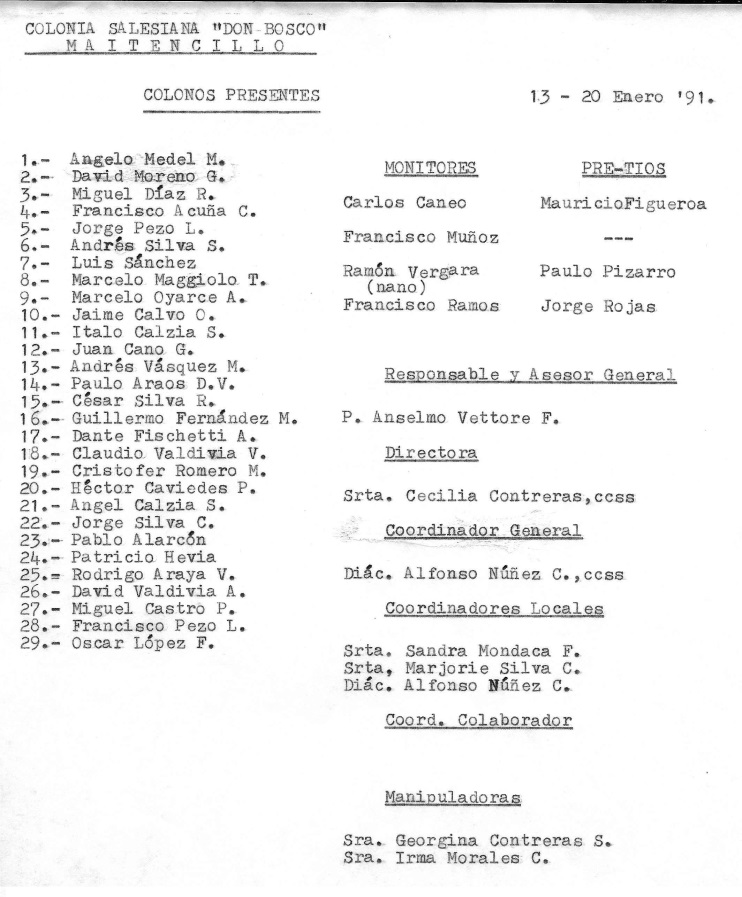 COLONIA SALESIANA "DON-BOSCO"
M A I T E N C I L L O
COLONOS PRESENTES
13 - 20 Enero '91.
1.- Angelo Medel M.
2.- David Moreno G.
3.- Miguel Díaz R.
4.- Francisco Acuña C.
5.- Jorge Pezo L.
6.- Andrés Silva S.
7.- Luis Sánchez
8.- Marcelo Maggiolo T.
9.- Marcelo Oyarce A.
10.- Jaime Calvo O.
11.- Italo Calzia S.
12.- Juan Cano G.
13.- Andrés Vásquez M.
14.- Paulo Araos D.V.
15.- César Silva R.
16.- Guillermo Fernández M.
17.- Dante Fischetti A.
18.- Claudio Valdivia V.
19.- Cristofer Romero M.
20.- Héctor Caviedes P.
21.- Angel Calzia S.
22.- Jorge Silva C.
23.- Pablo Alarcón
24.- Patricio Hevia
25.= Rodrigo Araya V.
26.- David Valdivia A.
27.- Miguel Castro P.
28.- Francisco Pezo L.
29.- Oscar López F.
MONITORES PRE-TIOS
Carlos Caneo MauricioFigueroa
Francisco Muñoz ---
Ramón Vergara Paulo Pizarro
(nano)
Francisco Ramos Jorge Rojas
Responsable y Asesor General
P. Anselmo Vettore F.
Directora
Srta. Cecilia Contreras,ccss
Coordinador General
Diác. Alfonso Núñez C.,ccss
Coordinadores Locales
Srta. Sandra Mondaca F.
Srta, Marjorie Silva C.
Diác. Alfonso Núñez C.
Coord. Colaborador
Manipuladoras
Sra. Georgina Contreras S.
Sra. Irma Morales C.